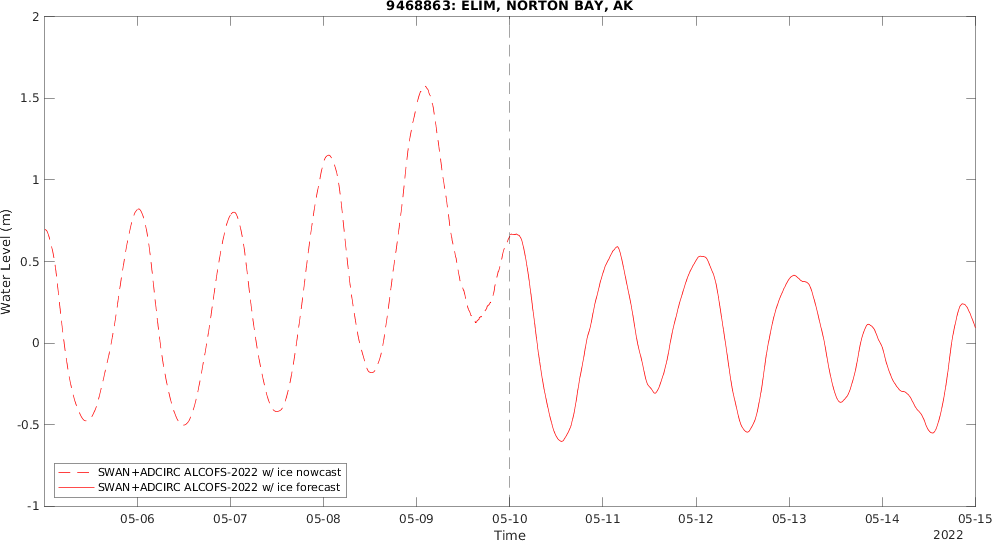 9468863: ELIM, NORTON BAY, AK
Water Level (m)
2
1.5
1
0.5
0
-0.5
-1
SWAN+ADCIRC ALCOFS-2022 w/ ice nowcast
SWAN+ADCIRC ALCOFS-2022 w/ ice forecast
05-06 05-07 05-08 05-09 05-10 05-11 05-12 05-13 05-14 05-15
Time
2022